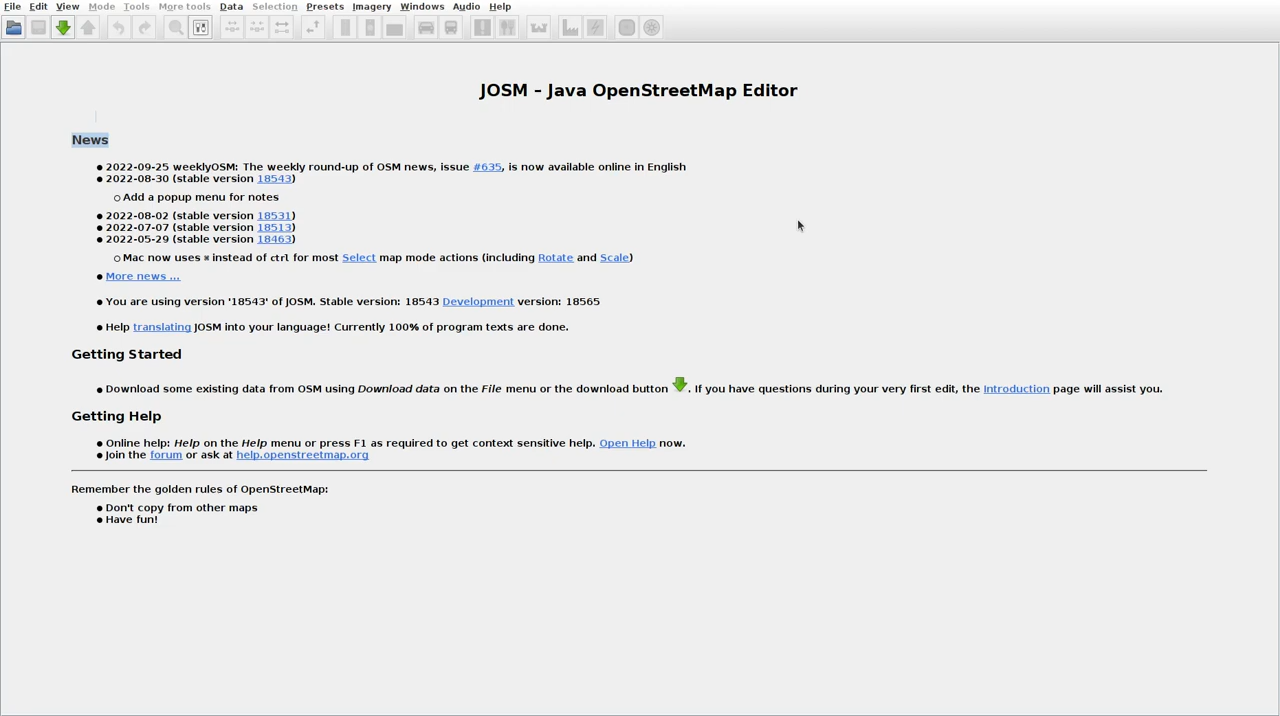 File Edit View Mode Tools More tools Data Selection Presets Imagery Windows Audio Help
JOSM – Java OpenStreetMap Editor
News
2022-09-25 weeklyOSM: The weekly round-up of OSM news, issue #635, is now available online in English
2022-08-30 (stable version 18543)
Add a popup menu for notes
2022-08-02 (stable version 18531)
2022-07-07 (stable version 18513)
2022-05-29 (stable version 18463)
Mac now uses ⌘ instead of ctrl for most Select map mode actions (including Rotate and Scale)
More news ...
You are using version '18543' of JOSM. Stable version: 18543 Development version: 18565
Help translating JOSM into your language! Currently 100% of program texts are done.
Getting Started
Download some existing data from OSM using Download data on the File menu or the download button . If you have questions during your very first edit, the Introduction page will assist you.
Getting Help
Online help: Help on the Help menu or press F1 as required to get context sensitive help. Open Help now.
Join the forum or ask at help.openstreetmap.org
Remember the golden rules of OpenStreetMap:
Don't copy from other maps
Have fun!